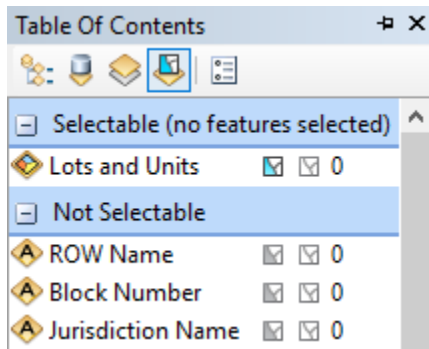 Table Of Contents
Selectable (no features selected)
Lots and Units 0
Not Selectable
ROW Name 0
Block Number 0
Jurisdiction Name 0